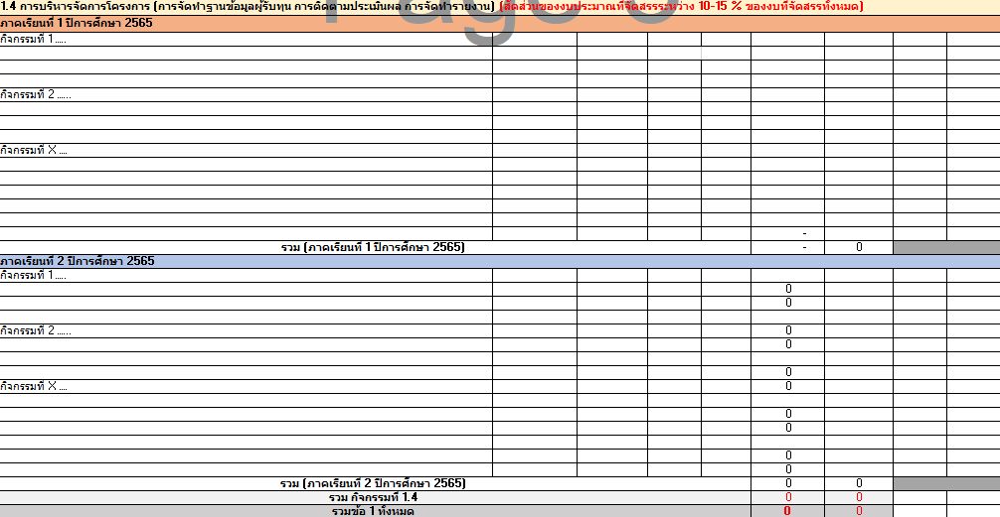 1.4 การบริหารจัดการโครงการ (การจัดทำฐานข้อมูลผู้รับทุน การติดตามประเมินผล การจัดทำรายงาน) (สัดส่วนของงบประมาณที่จัดสรรระหว่าง 10-15 % ของงบที่จัดสรรทั้งหมด)
ภาคเรียนที่ 1 ปีการศึกษา 2565
กิจกรรมที่ 1.....
กิจกรรมที่ 2 ......
กิจกรรมที่ X ....
-
รวม (ภาคเรียนที่ 1 ปีการศึกษา 2565) - 0
ภาคเรียนที่ 2 ปีการศึกษา 2565
กิจกรรมที่ 1.....
0
0
กิจกรรมที่ 2 ...... 0
0
0
กิจกรรมที่ X .... 0
0
0
0
0
รวม (ภาคเรียนที่ 2 ปีการศึกษา 2565) 0 0
รวม กิจกรรมที่ 1.4 0 0
รวมข้อ 1 ทั้งหมด 0 0